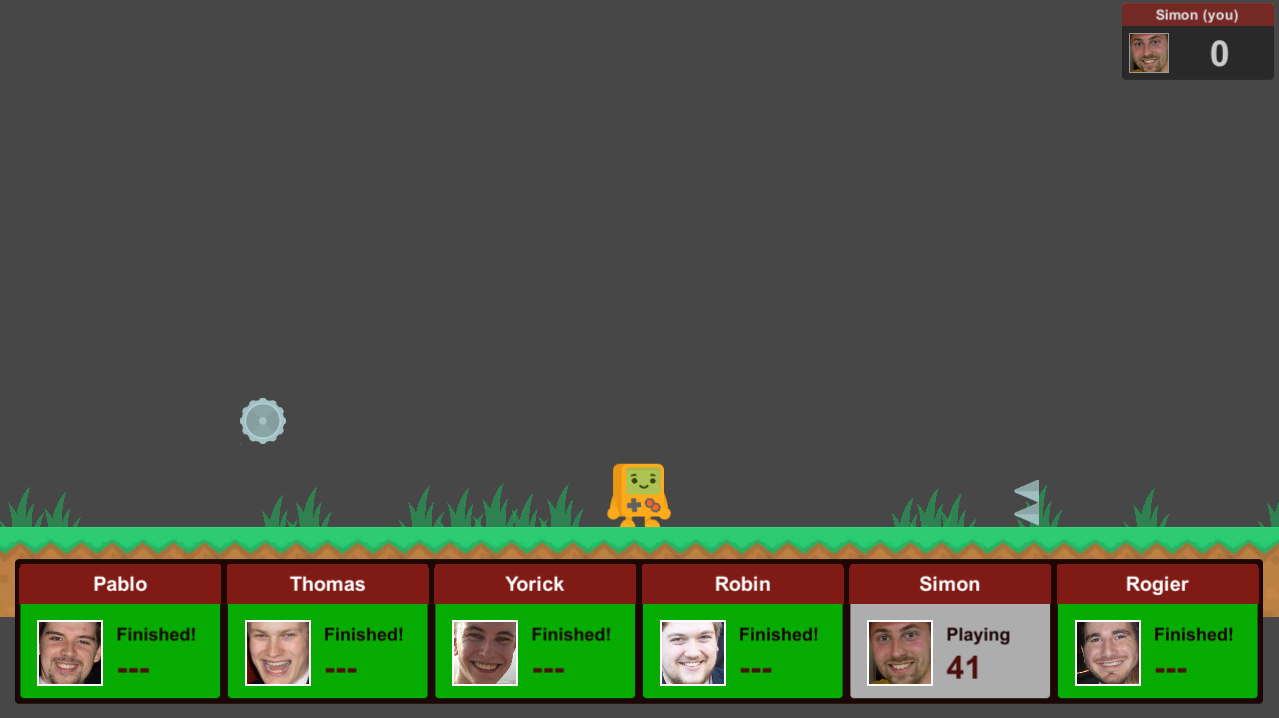 Simon (you)
0
Pablo
Finished!
---
Thomas
Finished!
---
Yorick
Finished!
---
Robin
Finished!
---
Simon
Playing
41
Rogier
Finished!
---